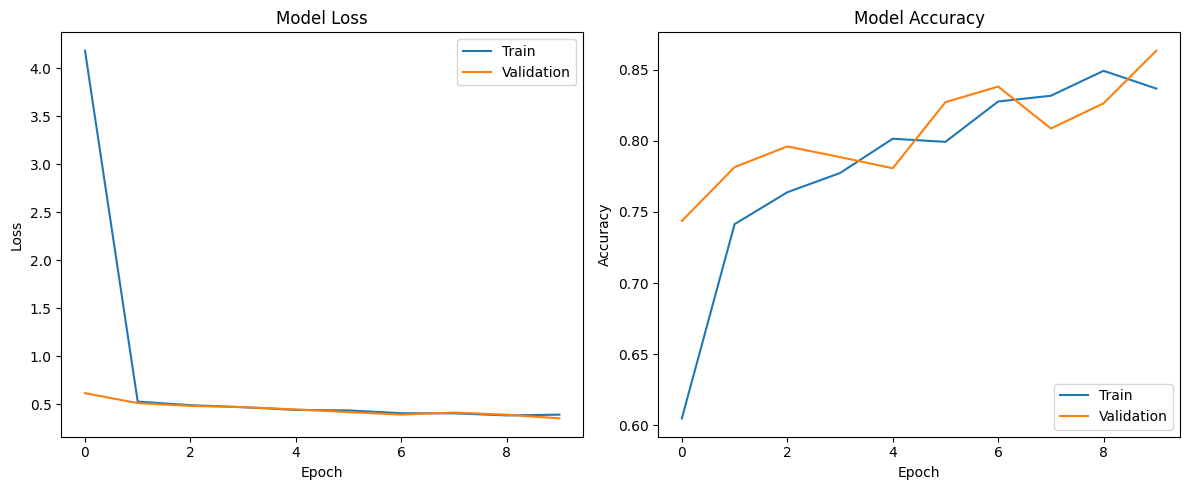 Model Loss
Train
Validation
4.0
3.5
3.0
2.5
2.0
1.5
1.0
0.5
Loss
0 2 4 6 8
Epoch
Model Accuracy
0.85
0.80
0.75
0.70
0.65
0.60
Accuracy
Train
Validation
0 2 4 6 8
Epoch